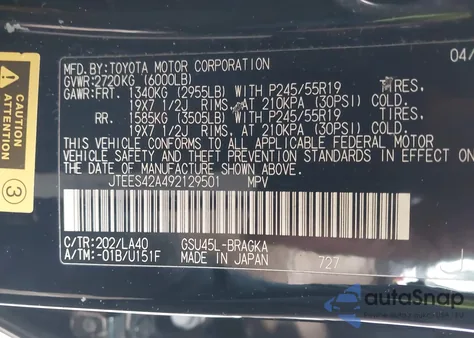 MFD.BY: TOYOTA MOTOR CORPORATION 04/
GVWR: 2720KG (6000LB)
GAWR: FRT. 1340KG (2955LB) WITH P245/55R19 TIRES,
19X7 1/2J RIMS, AT 210KPA (30PSI) COLD.
RR. 1585KG (3505LB) WITH P245/55R19 TIRES,
19X7 1/2J RIMS, AT 210KPA (30PSI) COLD.
THIS VEHICLE CONFORMS TO ALL APPLICABLE FEDERAL MOTOR
VEHICLE SAFETY AND THEFT PREVENTION STANDARDS IN EFFECT ON
THE DATE OF MANUFACTURE SHOWN ABOVE.
JTEES42A492129501 MPV
C/TR: 202/LA40 GSU45L-BRAGKA
A/TM: -01B/U151F MADE IN JAPAN 727
3
autoSnap